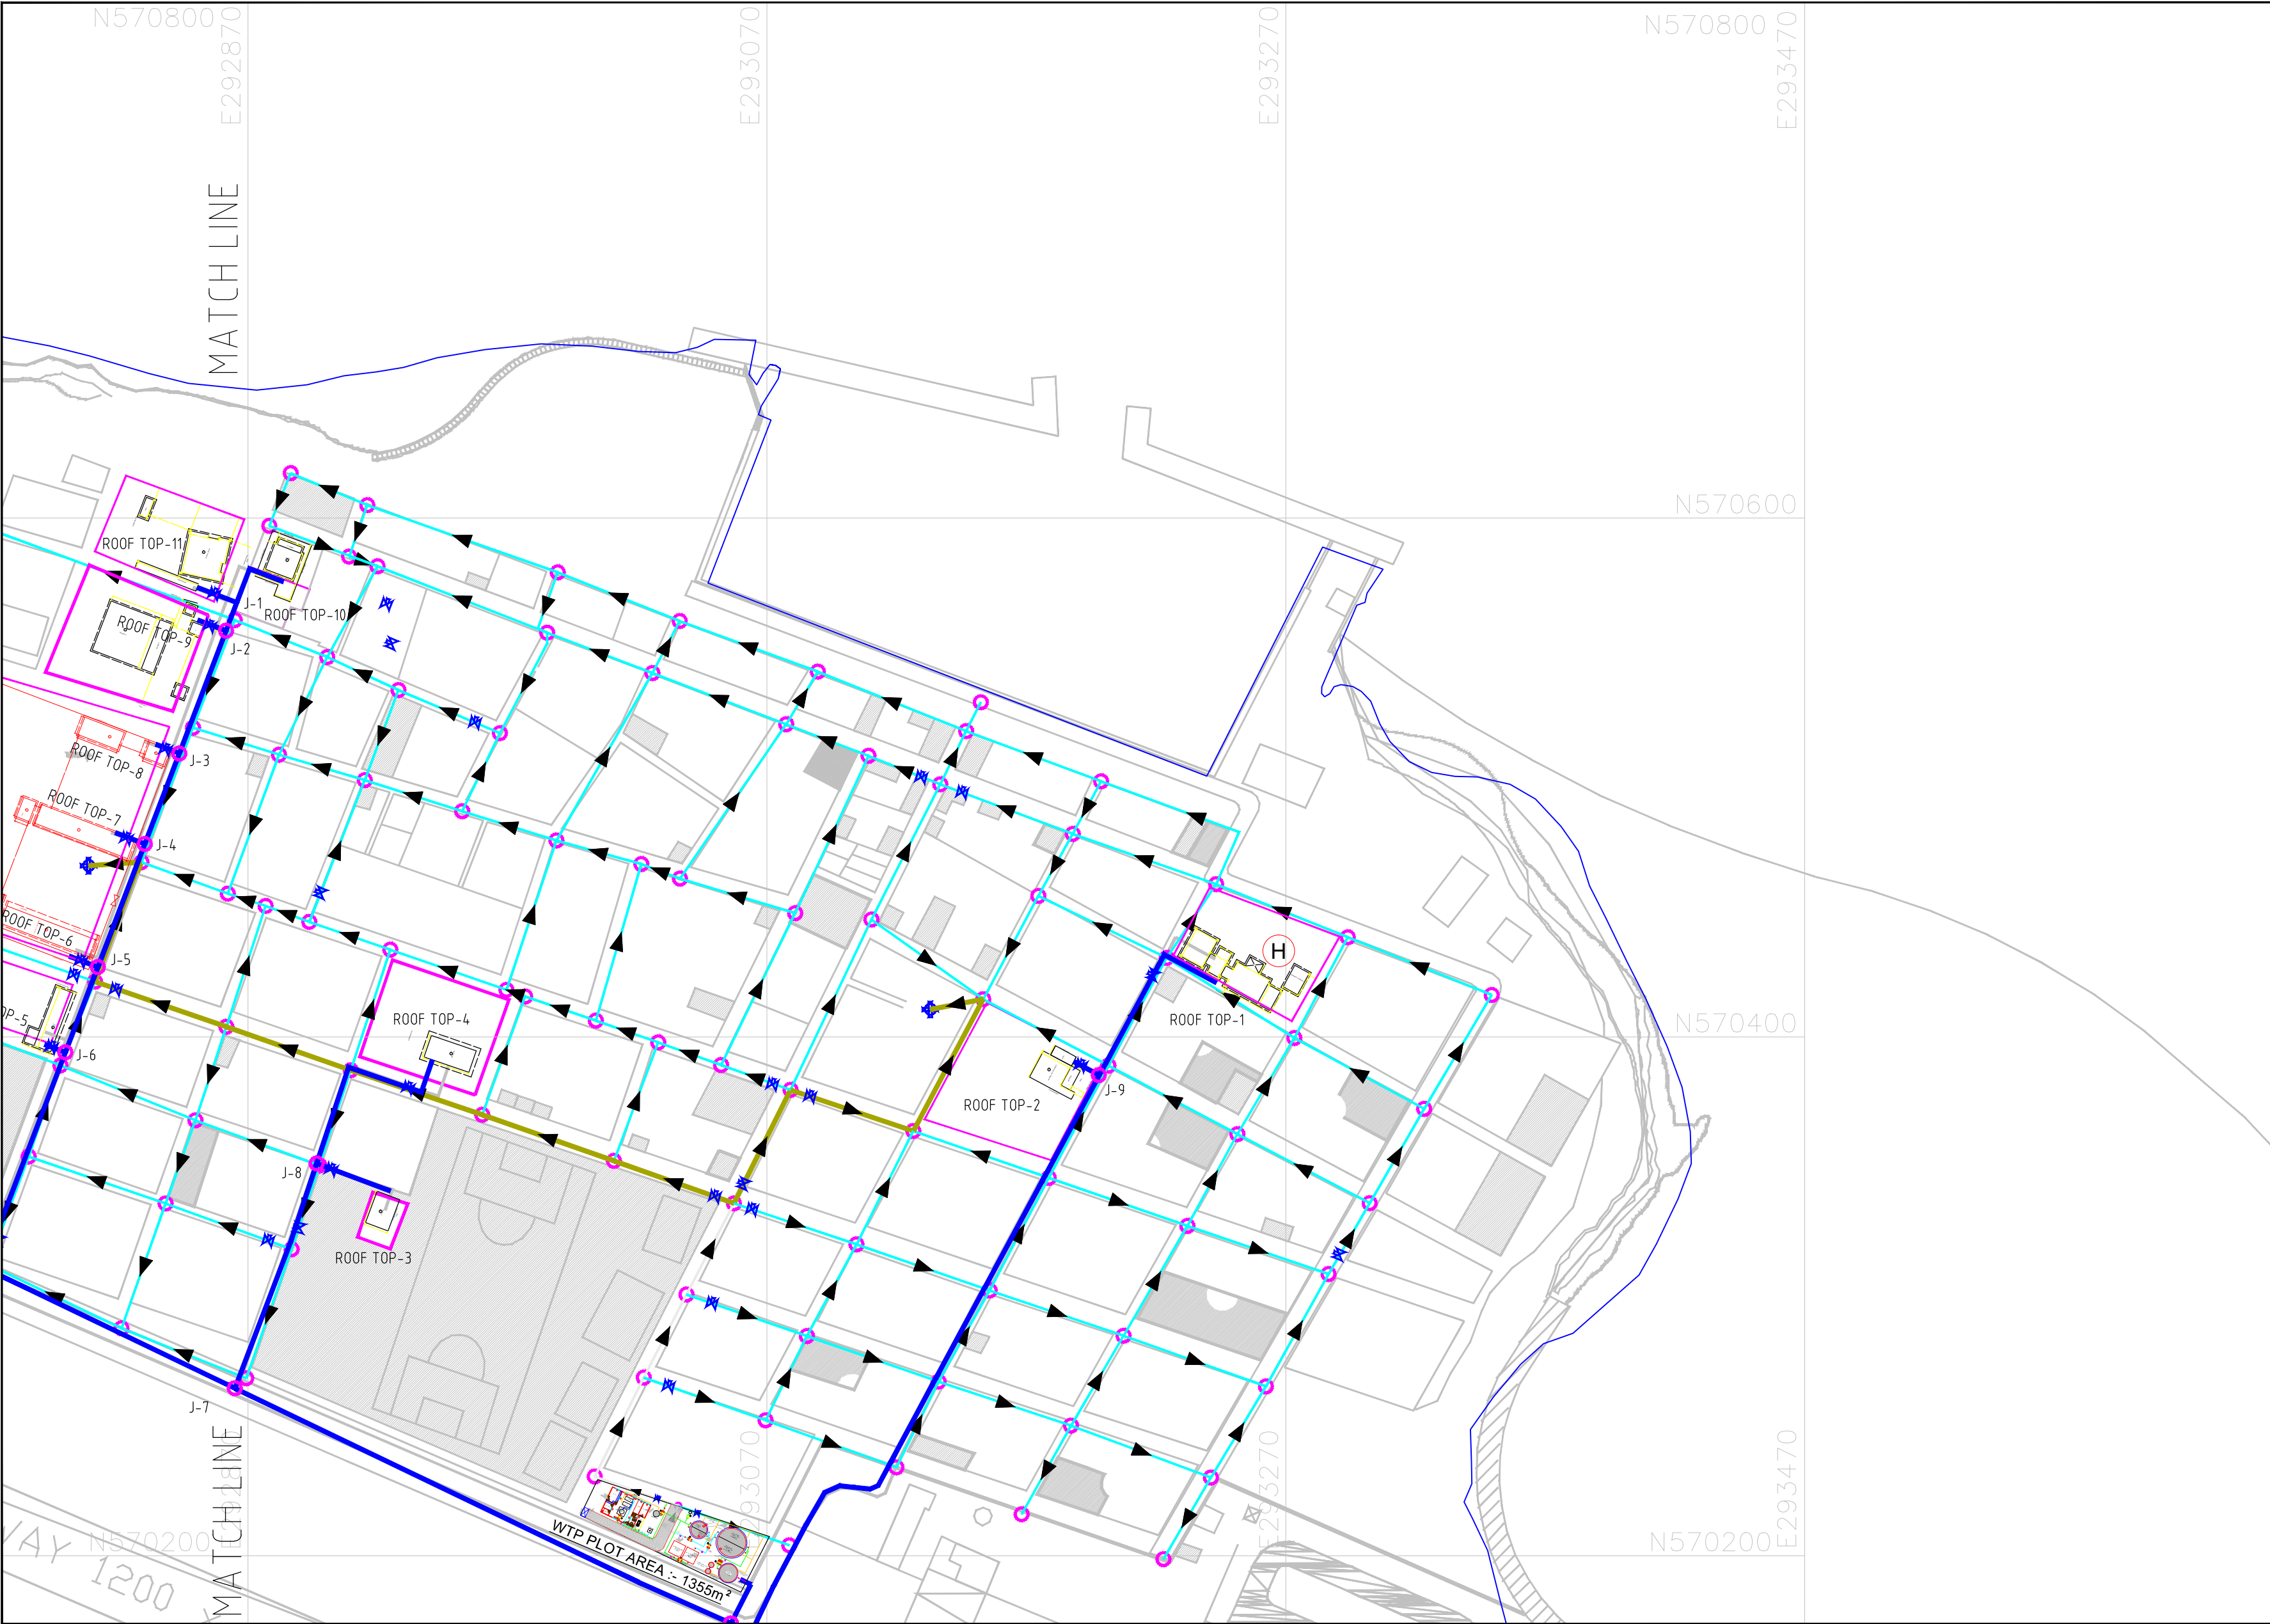 N570800
E292870
E293070
E293270
N570800
E293470
MATCH LINE
N570600
ROOF TOP-11
J-1
ROOF TOP-10
ROOF TOP-9
J-2
ROOF TOP-8
J-3
ROOF TOP-7
J-4
ROOF TOP-6
J-5
OP-5
J-6
ROOF TOP-4
H
ROOF TOP-1
N570400
ROOF TOP-2
J-9
J-8
ROOF TOP-3
J-7
MATCH LINE
E293070
E293270
E293470
N570200
N570200
WTP PLOT AREA :- 1355m²
WAY 1200